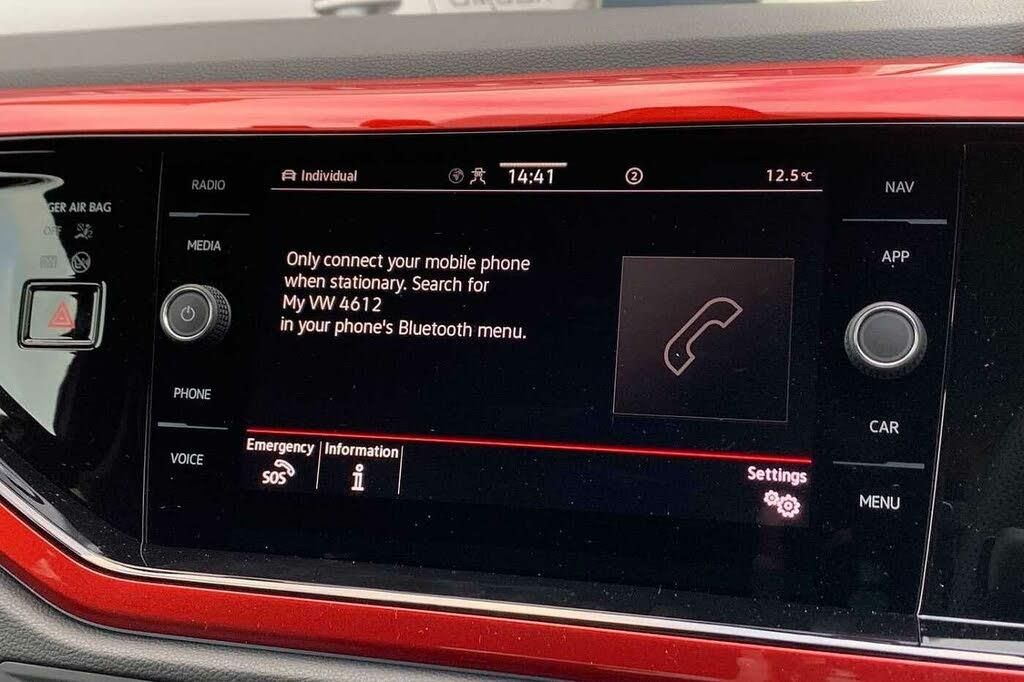 GER AIR BAG
OFF
ON
RADIO
MEDIA
PHONE
VOICE
Individual
14:41
2
12.5°C
Only connect your mobile phone
when stationary. Search for
My VW 4612
in your phone's Bluetooth menu.
Emergency
SOS
Information
i
Settings
NAV
APP
CAR
MENU